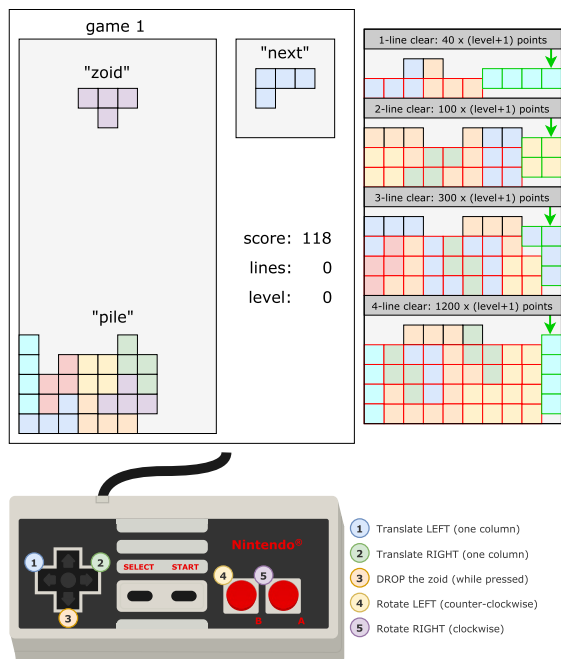 game 1
"zoid"
"next"
score: 118
lines: 0
level: 0
"pile"
1-line clear: 40 x (level+1) points
2-line clear: 100 x (level+1) points
3-line clear: 300 x (level+1) points
4-line clear: 1200 x (level+1) points
SELECT START
Nintendo®
B A
1
2
3
4
5
1 Translate LEFT (one column)
2 Translate RIGHT (one column)
3 DROP the zoid (while pressed)
4 Rotate LEFT (counter-clockwise)
5 Rotate RIGHT (clockwise)